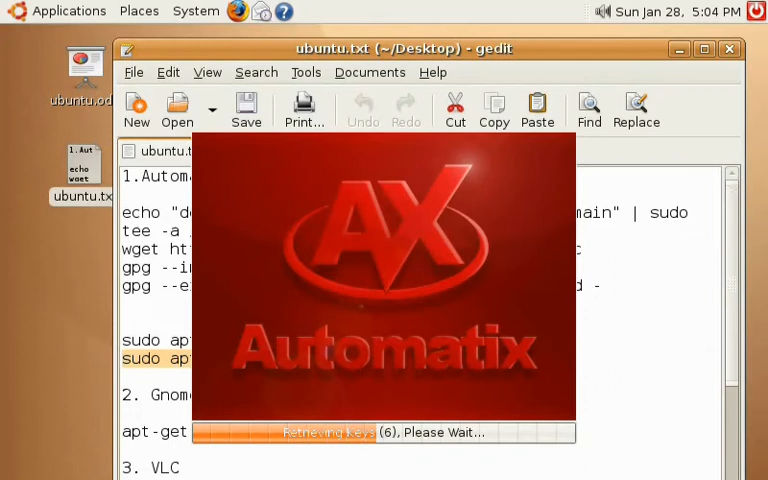 Applications Places System
Sun Jan 28, 5:04 PM
ubuntu.txt (~/Desktop) - gedit
File Edit View Search Tools Documents Help
New Open Save Print... Undo Redo Cut Copy Paste Find Replace
ubuntu.od
1.Aut
echo
wget
ubuntu.tx
ubuntu.t
1.Autom
echo "d main" | sudo
tee -a
wget ht c
gpg --i
gpg --e d -
sudo ap
sudo ap
2. Gnom
apt-get
3. VLC
AX
Automatix
Retrieving keys (6), Please Wait...